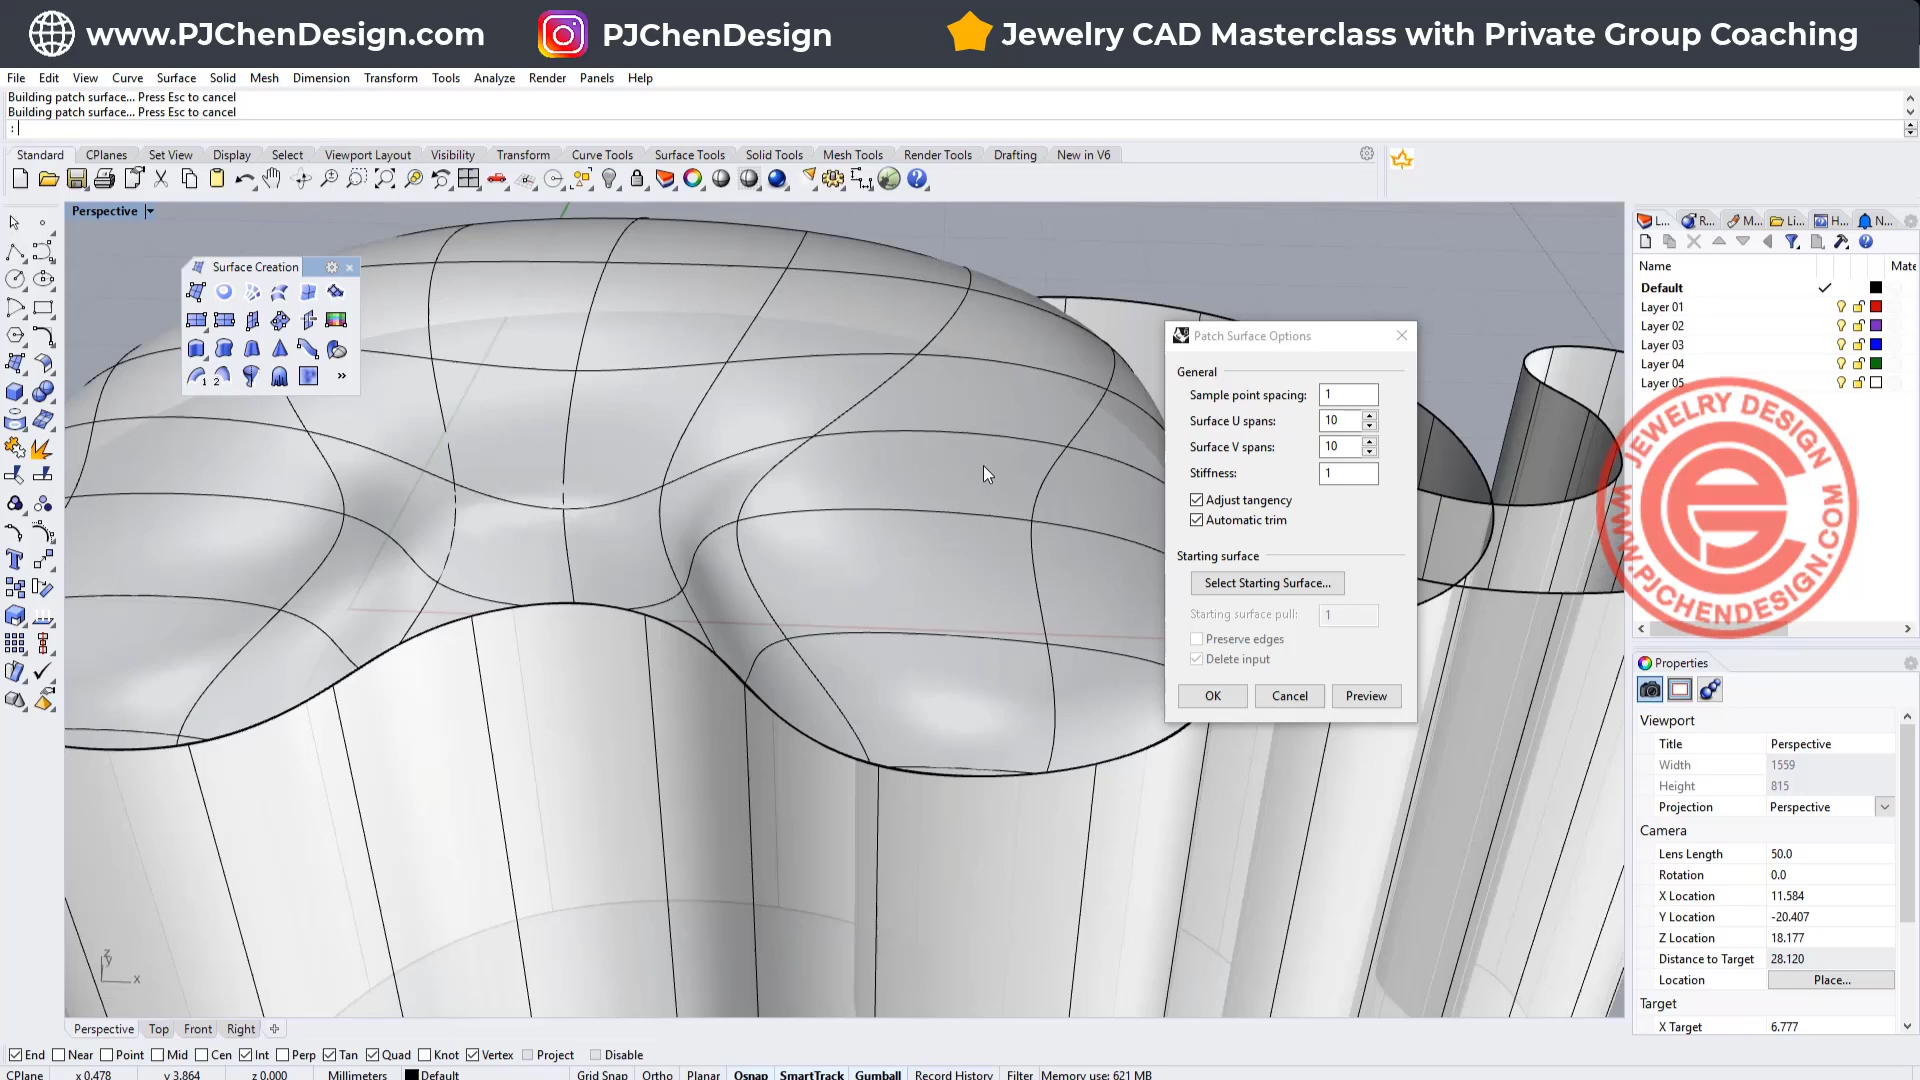 www.PJChenDesign.com PJChenDesign Jewelry CAD Masterclass with Private Group Coaching
File Edit View Curve Surface Solid Mesh Dimension Transform Tools Analyze Render Panels Help
Building patch surface... Press Esc to cancel
Building patch surface... Press Esc to cancel
:
Standard CPlanes Set View Display Select Viewport Layout Visibility Transform Curve Tools Surface Tools Solid Tools Mesh Tools Render Tools Drafting New in V6
Perspective
L... R... M... Li... H... N...
Surface Creation
Name Mate
Default
Layer 01
Layer 02
Layer 03
Layer 04
Layer 05
Patch Surface Options
General
Sample point spacing: 1
Surface U spans: 10
Surface V spans: 10
Stiffness: 1
Adjust tangency
Automatic trim
Starting surface
Select Starting Surface...
Starting surface pull: 1
Preserve edges
Delete input
OK Cancel Preview
JEWELRY DESIGN
WWW.PJCHENDESIGN.COM
Properties
Viewport
Title Perspective
Width 1559
Height 815
Projection Perspective
Camera
Lens Length 50.0
Rotation 0.0
X Location 11.584
Y Location -20.407
Z Location 18.177
Distance to Target 28.120
Location Place...
Target
X Target 6.777
z y x
Perspective Top Front Right
End Near Point Mid Cen Int Perp Tan Quad Knot Vertex Project Disable
CPlane x 0.478 y 3.864 z 0.000 Millimeters Default Grid Snap Ortho Planar Osnap SmartTrack Gumball Record History Filter Memory use: 621 MB